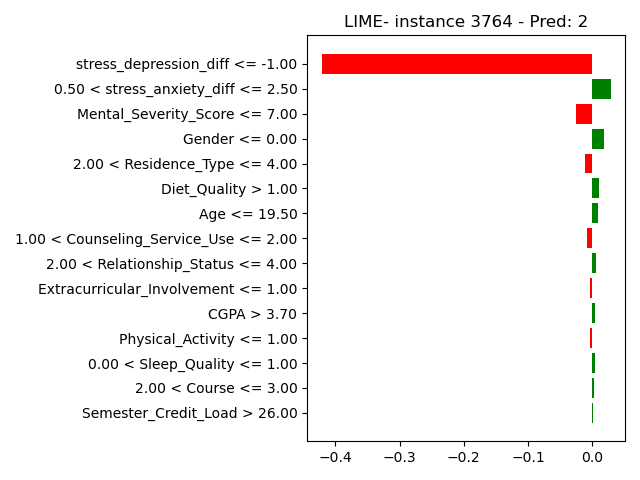 LIME- instance 3764 - Pred: 2
stress_depression_diff <= -1.00
0.50 < stress_anxiety_diff <= 2.50
Mental_Severity_Score <= 7.00
Gender <= 0.00
2.00 < Residence_Type <= 4.00
Diet_Quality > 1.00
Age <= 19.50
1.00 < Counseling_Service_Use <= 2.00
2.00 < Relationship_Status <= 4.00
Extracurricular_Involvement <= 1.00
CGPA > 3.70
Physical_Activity <= 1.00
0.00 < Sleep_Quality <= 1.00
2.00 < Course <= 3.00
Semester_Credit_Load > 26.00
−0.4 −0.3 −0.2 −0.1 0.0